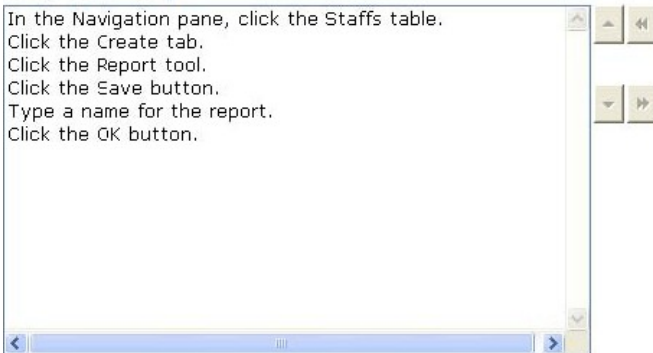 In the Navigation pane, click the Staffs table.
Click the Create tab.
Click the Report tool.
Click the Save button.
Type a name for the report.
Click the OK button.